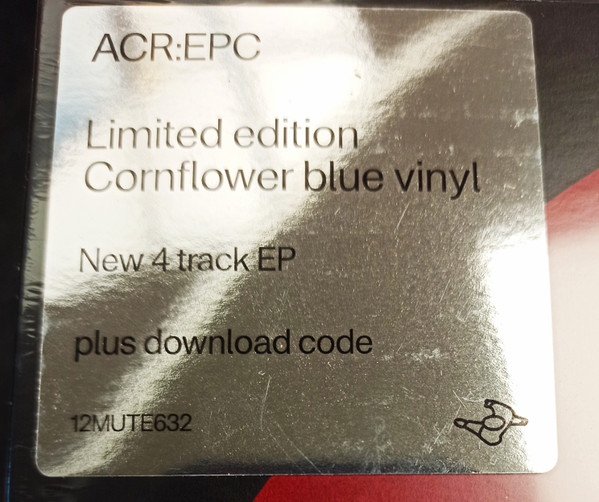 ACR:EPC
Limited edition
Cornflower blue vinyl
New 4 track EP
plus download code
12MUTE632